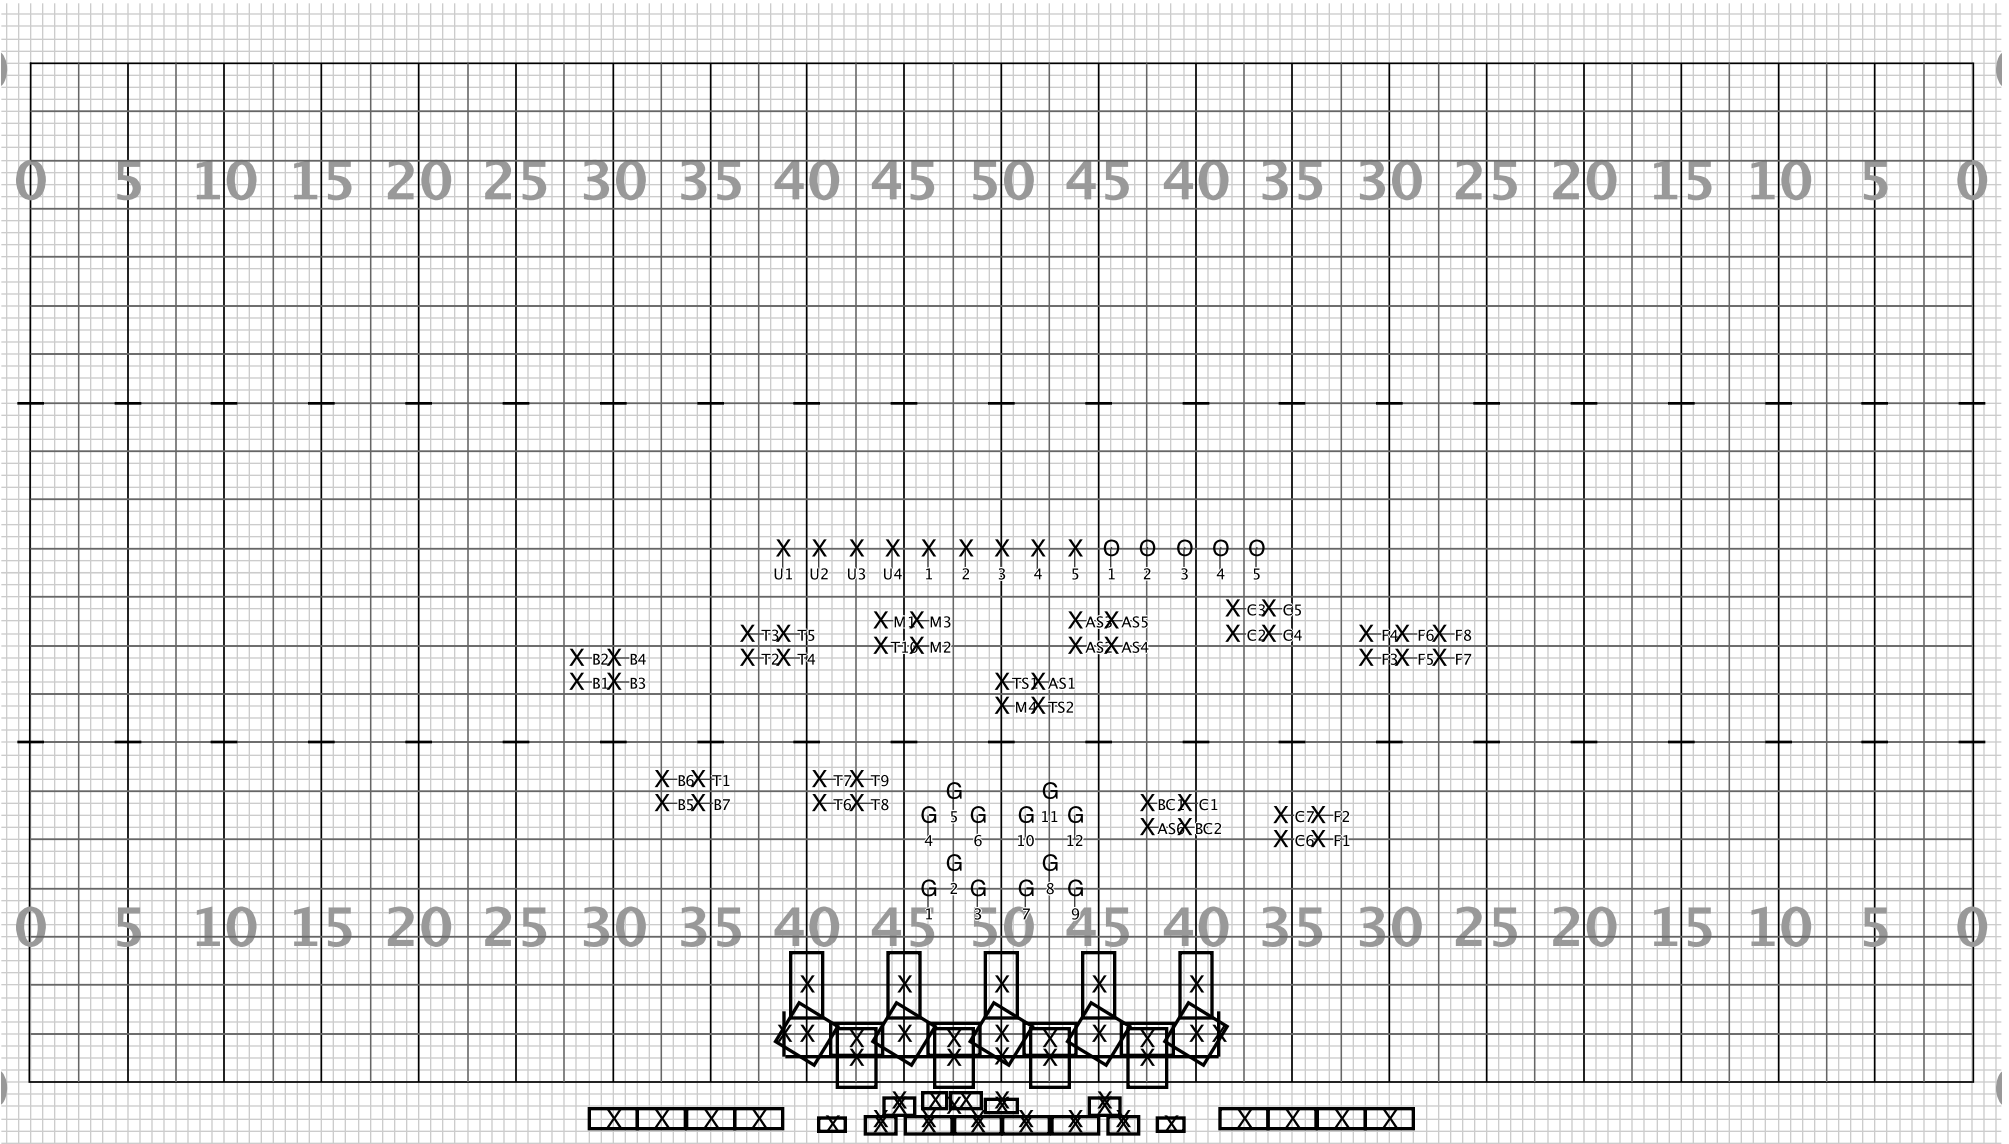 0 5 10 15 20 25 30 35 40 45 50 45 40 35 30 25 20 15 10 5 0
X X X X X X X X X O O O O O
U1 U2 U3 U4 1 2 3 4 5 1 2 3 4 5
X C3 X C5
X M1 X M3 X AS3 X AS5
X T3 X T5 X C2 X C4 X F4 X F6 X F8
X T10 X M2 X AS2 X AS4
X B2 X B4 X T2 X T4 X F3 X F5 X F7
X B1 X B3 X TS1 X AS1
X M4 X TS2
X B6 X T1 X T7 X T9
G G
X B5 X B7 X T6 X T8 X BC1 X C1
G 5 G G 11 G X C7 X F2
X AS6 X BC2
4 6 10 12 X C6 X F1
G G
G 2 G G 8 G
1 3 7 9
0 5 10 15 20 25 30 35 40 45 50 45 40 35 30 25 20 15 10 5 0
X X X X X
X X X X X X X
X X X X
X X X X X
X X X X X
X X X X X X X X X X X X X X X X